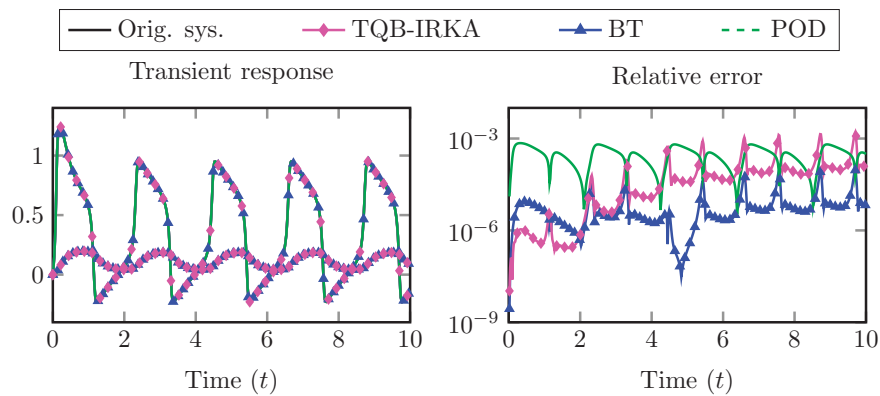 Orig. sys. TQB-IRKA BT POD
Transient response
Relative error
1
0.5
0
0 2 4 6 8 10
Time (t)
10−3
10−6
10−9
0 2 4 6 8 10
Time (t)